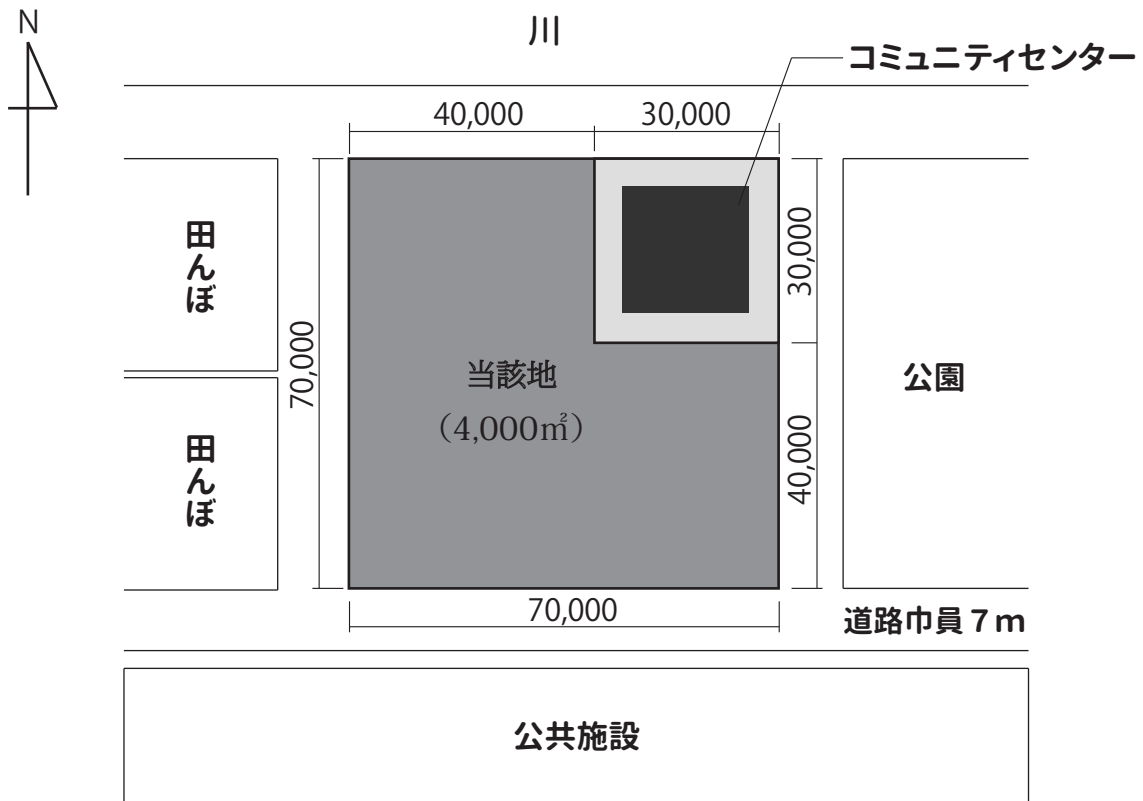 N
川
コミュニティセンター
40,000
30,000
田んぼ
70,000
30,000
当該地
(4,000㎡)
公園
田んぼ
40,000
70,000
道路巾員7m
公共施設